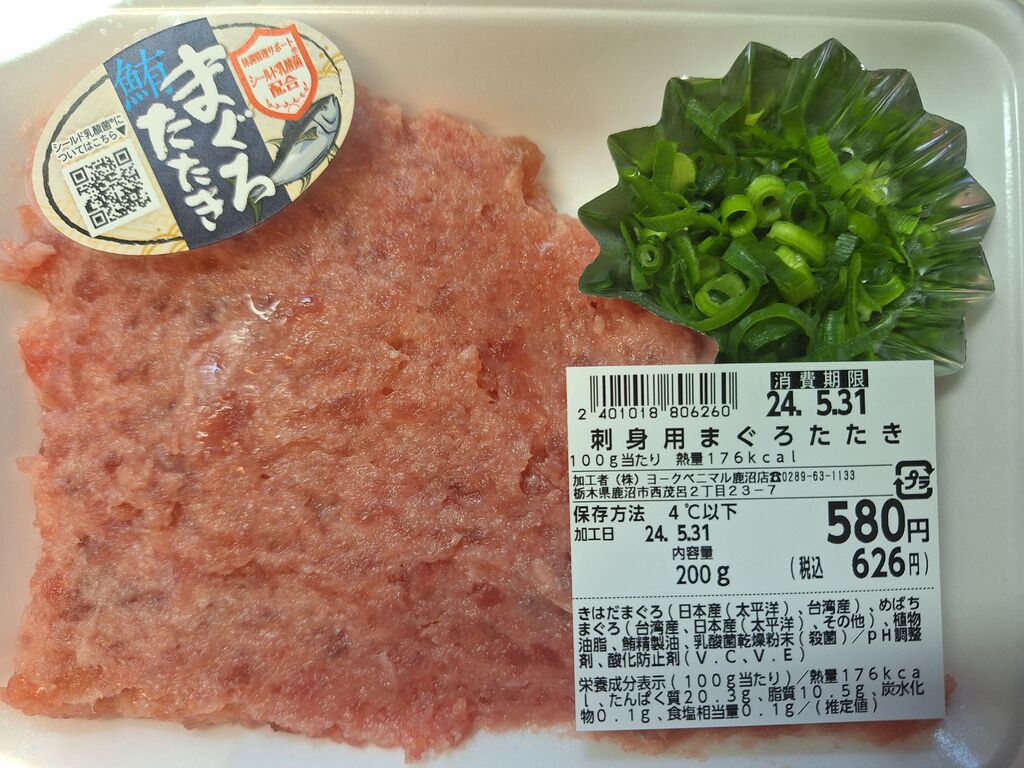 体調管理サポート
シールド乳酸菌®
配合
鮪
まぐろ
たたき
シールド乳酸菌®に
ついてはこちら▼
2 401018 806260
消費期限
24. 5.31
刺身用まぐろたたき
100g当たり 熱量176kcal
加工者（株）ヨークベニマル鹿沼店☎0289-63-1133
栃木県鹿沼市西茂呂2丁目23-7
プラ
保存方法 4℃以下
加工日 24. 5.31
580円
内容量
200g
(税込 626円)
きはだまぐろ(日本産(太平洋)、台湾産)、めばち
まぐろ(台湾産、日本産(太平洋)、その他)、植物
油脂、鮪精製油、乳酸菌乾燥粉末(殺菌)／pH調整
剤、酸化防止剤(V.C、V.E)
栄養成分表示(100g当たり)／熱量176kca
l、たんぱく質20.3g、脂質10.5g、炭水化
物0.1g、食塩相当量0.1g／(推定値)